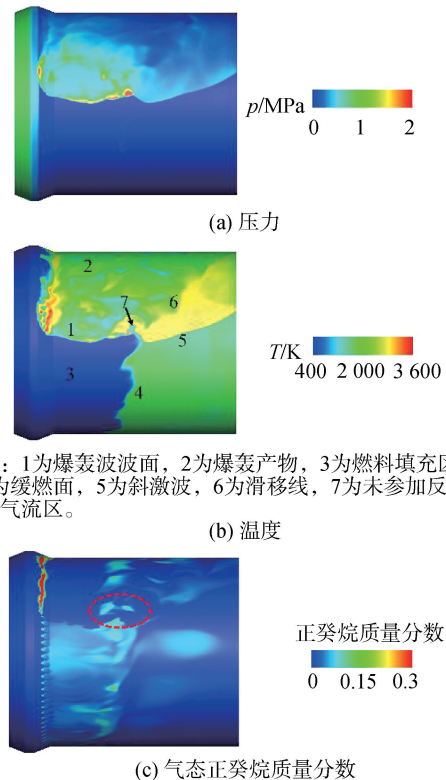 p/MPa
0 1 2
(a) 压力
2
7
6
1
5
3
4
T/K
400 2 000 3 600
：1为爆轰波波面，2为爆轰产物，3为燃料填充区
为缓燃面，5为斜激波，6为滑移线，7为未参加反
气流区。
(b) 温度
正癸烷质量分数
0 0.15 0.3
(c) 气态正癸烷质量分数